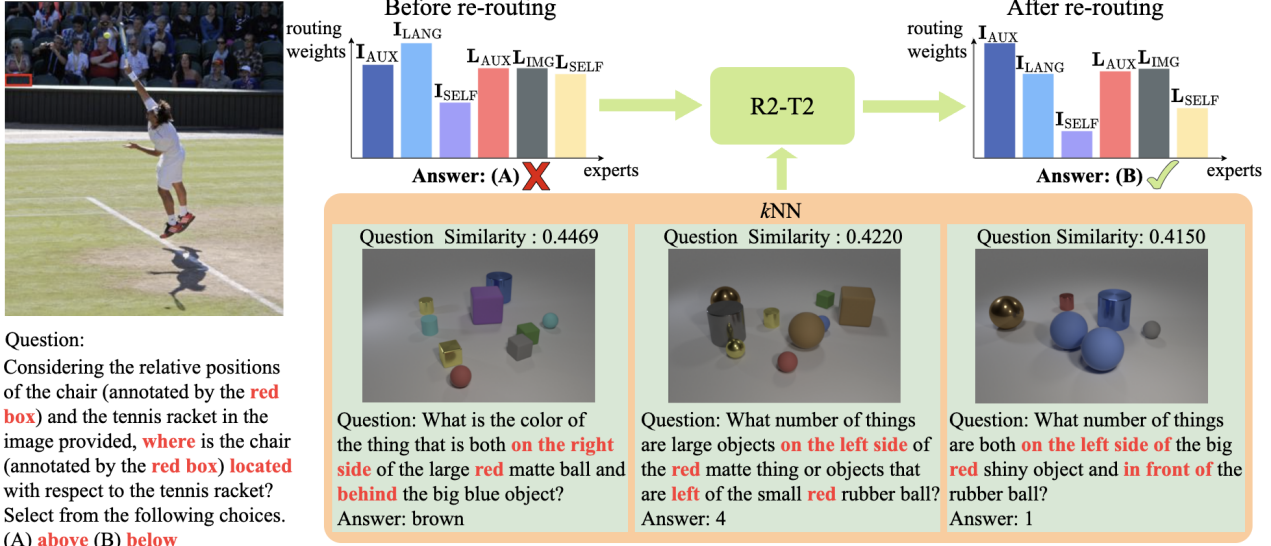 Before re-routing
After re-routing
routing
weights
I_AUX
I_LANG
I_SELF
L_AUX
L_IMG
L_SELF
experts
Answer: (A)
R2-T2
routing
weights
I_AUX
I_LANG
I_SELF
L_AUX
L_IMG
L_SELF
experts
Answer: (B)
Question:
Considering the relative positions
of the chair (annotated by the red
box) and the tennis racket in the
image provided, where is the chair
(annotated by the red box) located
with respect to the tennis racket?
Select from the following choices.
(A) above (B) below
kNN
Question Similarity : 0.4469
Question: What is the color of
the thing that is both on the right
side of the large red matte ball and
behind the big blue object?
Answer: brown
Question Similarity : 0.4220
Question: What number of things
are large objects on the left side of
the red matte thing or objects that
are left of the small red rubber ball?
Answer: 4
Question Similarity: 0.4150
Question: What number of things
are both on the left side of the big
red shiny object and in front of the
rubber ball?
Answer: 1